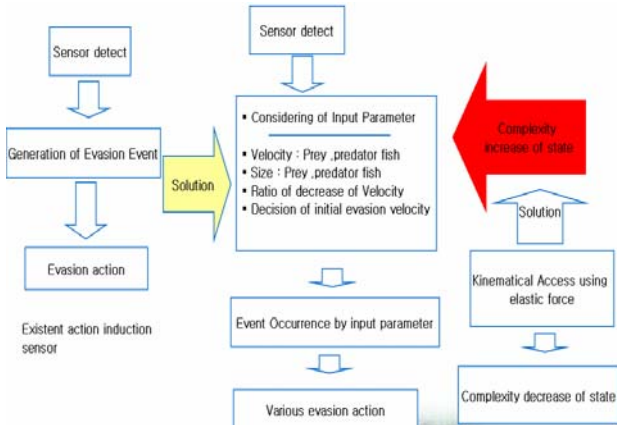 Sensor detect
Generation of Evasion Event
Evasion action
Existent action induction
sensor
Solution
Sensor detect
• Considering of Input Parameter
• Velocity : Prey ,predator fish
• Size : Prey ,predator fish
• Ratio of decrease of Velocity
• Decision of initial evasion velocity
Event Occurrence by input parameter
Various evasion action
Complexity
increase of state
Solution
Kinematical Access using
elastic force
Complexity decrease of state